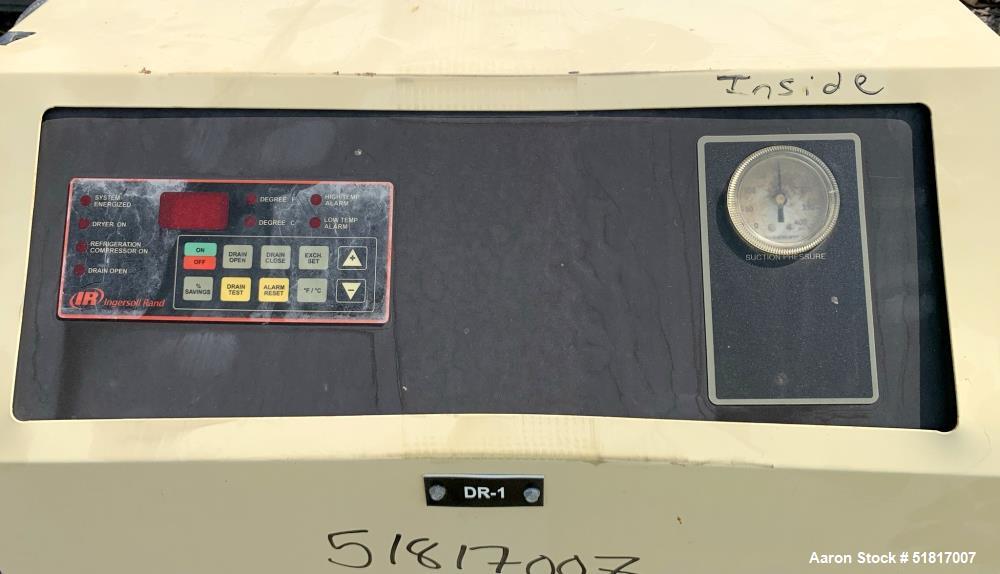 Inside
SYSTEM
ENERGIZED
DRYER ON
REFRIGERATION
COMPRESSOR ON
DRAIN OPEN
DEGREE F
DEGREE C
HIGH TEMP
ALARM
LOW TEMP
ALARM
ON
OFF
DRAIN
OPEN
DRAIN
CLOSE
EXCH.
SET
+
%
SAVINGS
DRAIN
TEST
ALARM
RESET
°F / °C
−
IR Ingersoll Rand
SUCTION PRESSURE
DR-1
51817007
Aaron Stock # 51817007